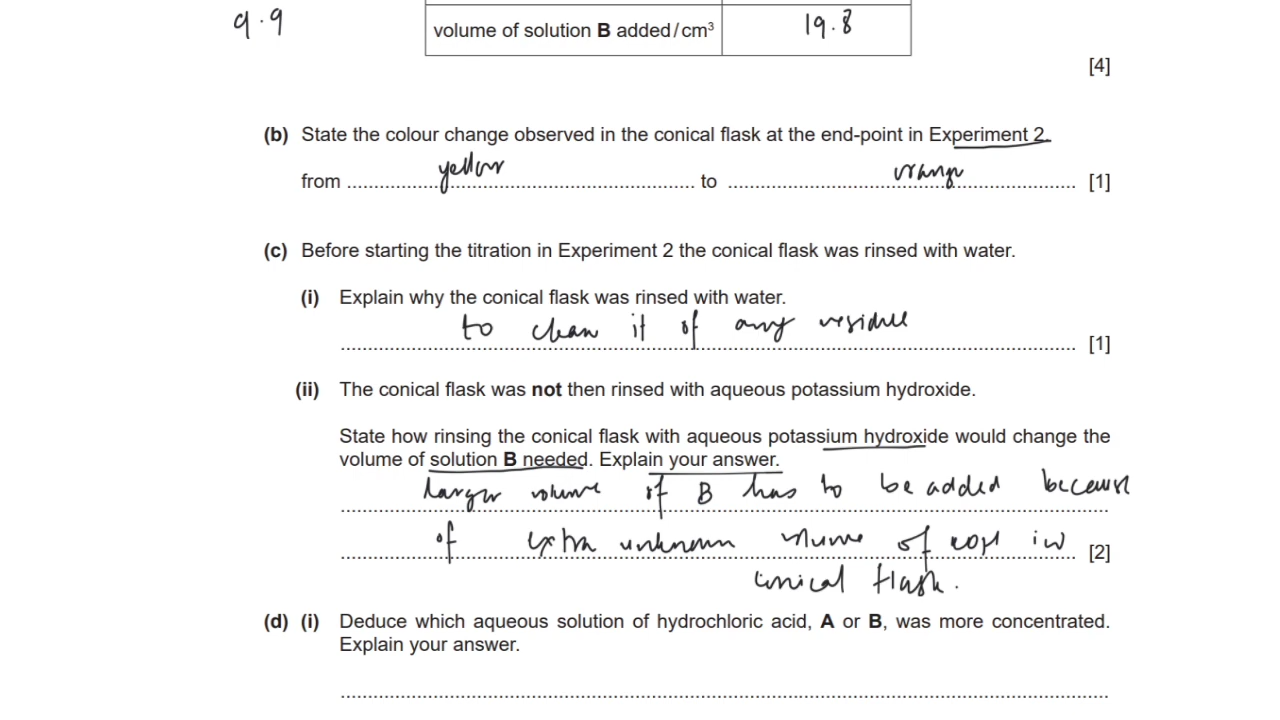 9.9
volume of solution B added/cm³ 19.8
[4]
(b) State the colour change observed in the conical flask at the end-point in Experiment 2.
from yellow to orange [1]
(c) Before starting the titration in Experiment 2 the conical flask was rinsed with water.
(i) Explain why the conical flask was rinsed with water.
to clean it of any residue [1]
(ii) The conical flask was not then rinsed with aqueous potassium hydroxide.
State how rinsing the conical flask with aqueous potassium hydroxide would change the
volume of solution B needed. Explain your answer.
larger volume of B has to be added because
of extra unknown volume of in [2]
conical flask.
(d) (i) Deduce which aqueous solution of hydrochloric acid, A or B, was more concentrated.
Explain your answer.